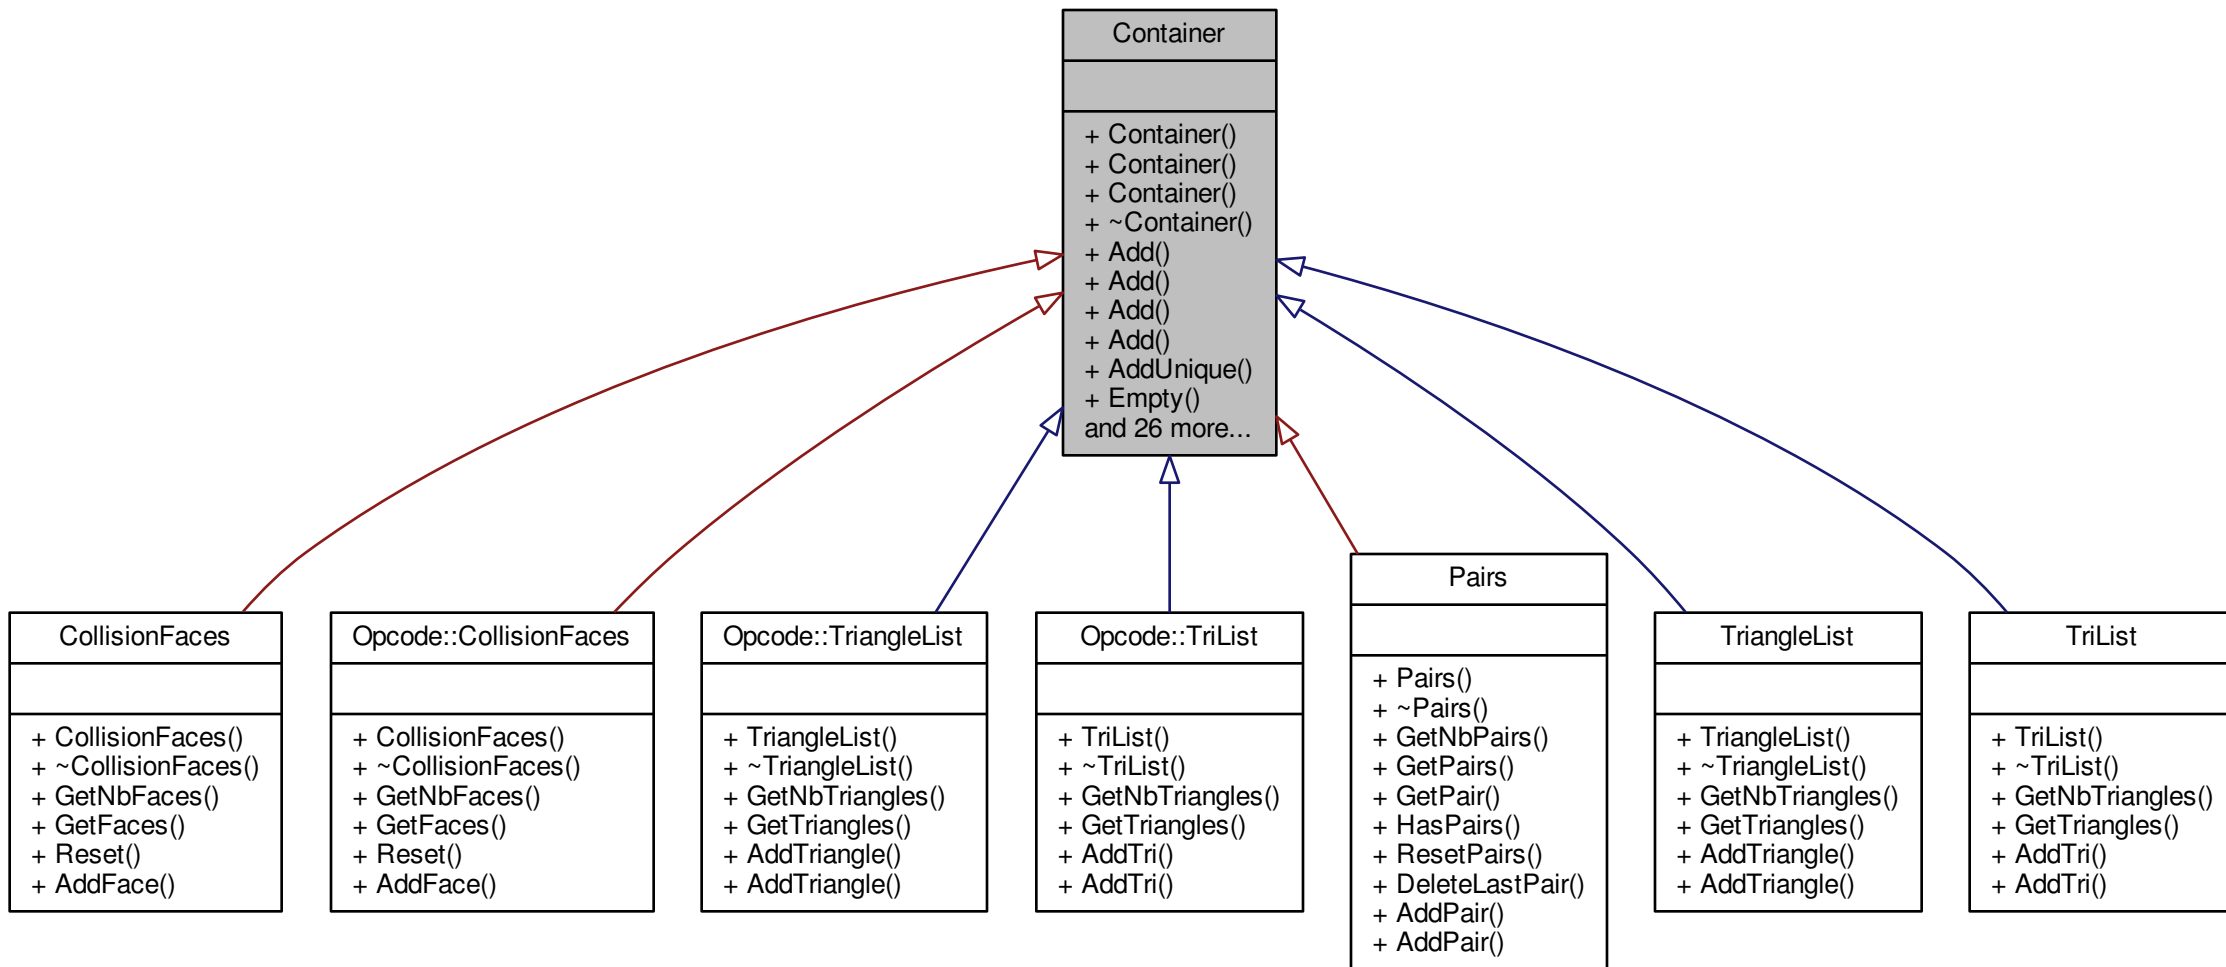 Container
+ Container()
+ Container()
+ Container()
+ ~Container()
+ Add()
+ Add()
+ Add()
+ Add()
+ AddUnique()
+ Empty()
and 26 more...
CollisionFaces
+ CollisionFaces()
+ ~CollisionFaces()
+ GetNbFaces()
+ GetFaces()
+ Reset()
+ AddFace()
Opcode::CollisionFaces
+ CollisionFaces()
+ ~CollisionFaces()
+ GetNbFaces()
+ GetFaces()
+ Reset()
+ AddFace()
Opcode::TriangleList
+ TriangleList()
+ ~TriangleList()
+ GetNbTriangles()
+ GetTriangles()
+ AddTriangle()
+ AddTriangle()
Opcode::TriList
+ TriList()
+ ~TriList()
+ GetNbTriangles()
+ GetTriangles()
+ AddTri()
+ AddTri()
Pairs
+ Pairs()
+ ~Pairs()
+ GetNbPairs()
+ GetPairs()
+ GetPair()
+ HasPairs()
+ ResetPairs()
+ DeleteLastPair()
+ AddPair()
+ AddPair()
TriangleList
+ TriangleList()
+ ~TriangleList()
+ GetNbTriangles()
+ GetTriangles()
+ AddTriangle()
+ AddTriangle()
TriList
+ TriList()
+ ~TriList()
+ GetNbTriangles()
+ GetTriangles()
+ AddTri()
+ AddTri()